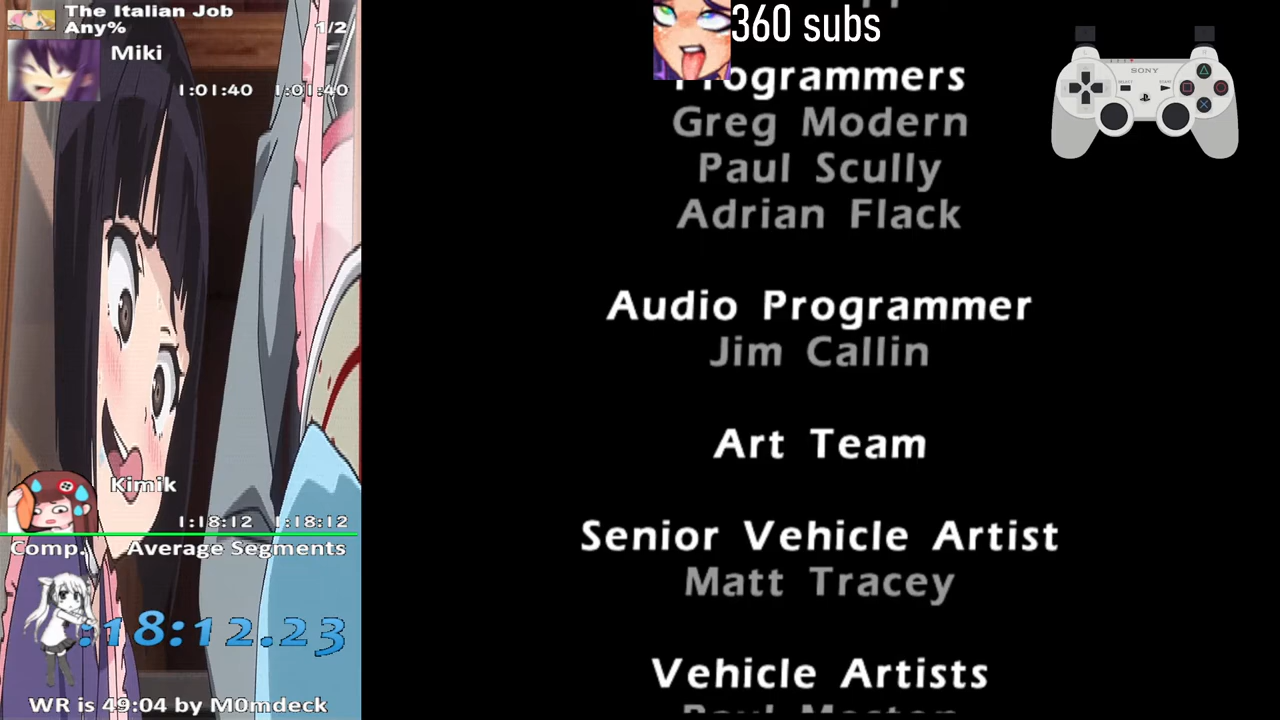 The Italian Job
Any%
1/2
Miki
1:01:40 1:01:40
Kimik
1:18:12 1:18:12
Comp. Average Segments
:18:12.23
WR is 49:04 by M0mdeck
360 subs
Programmers
Greg Modern
Paul Scully
Adrian Flack
Audio Programmer
Jim Callin
Art Team
Senior Vehicle Artist
Matt Tracey
Vehicle Artists
SONY